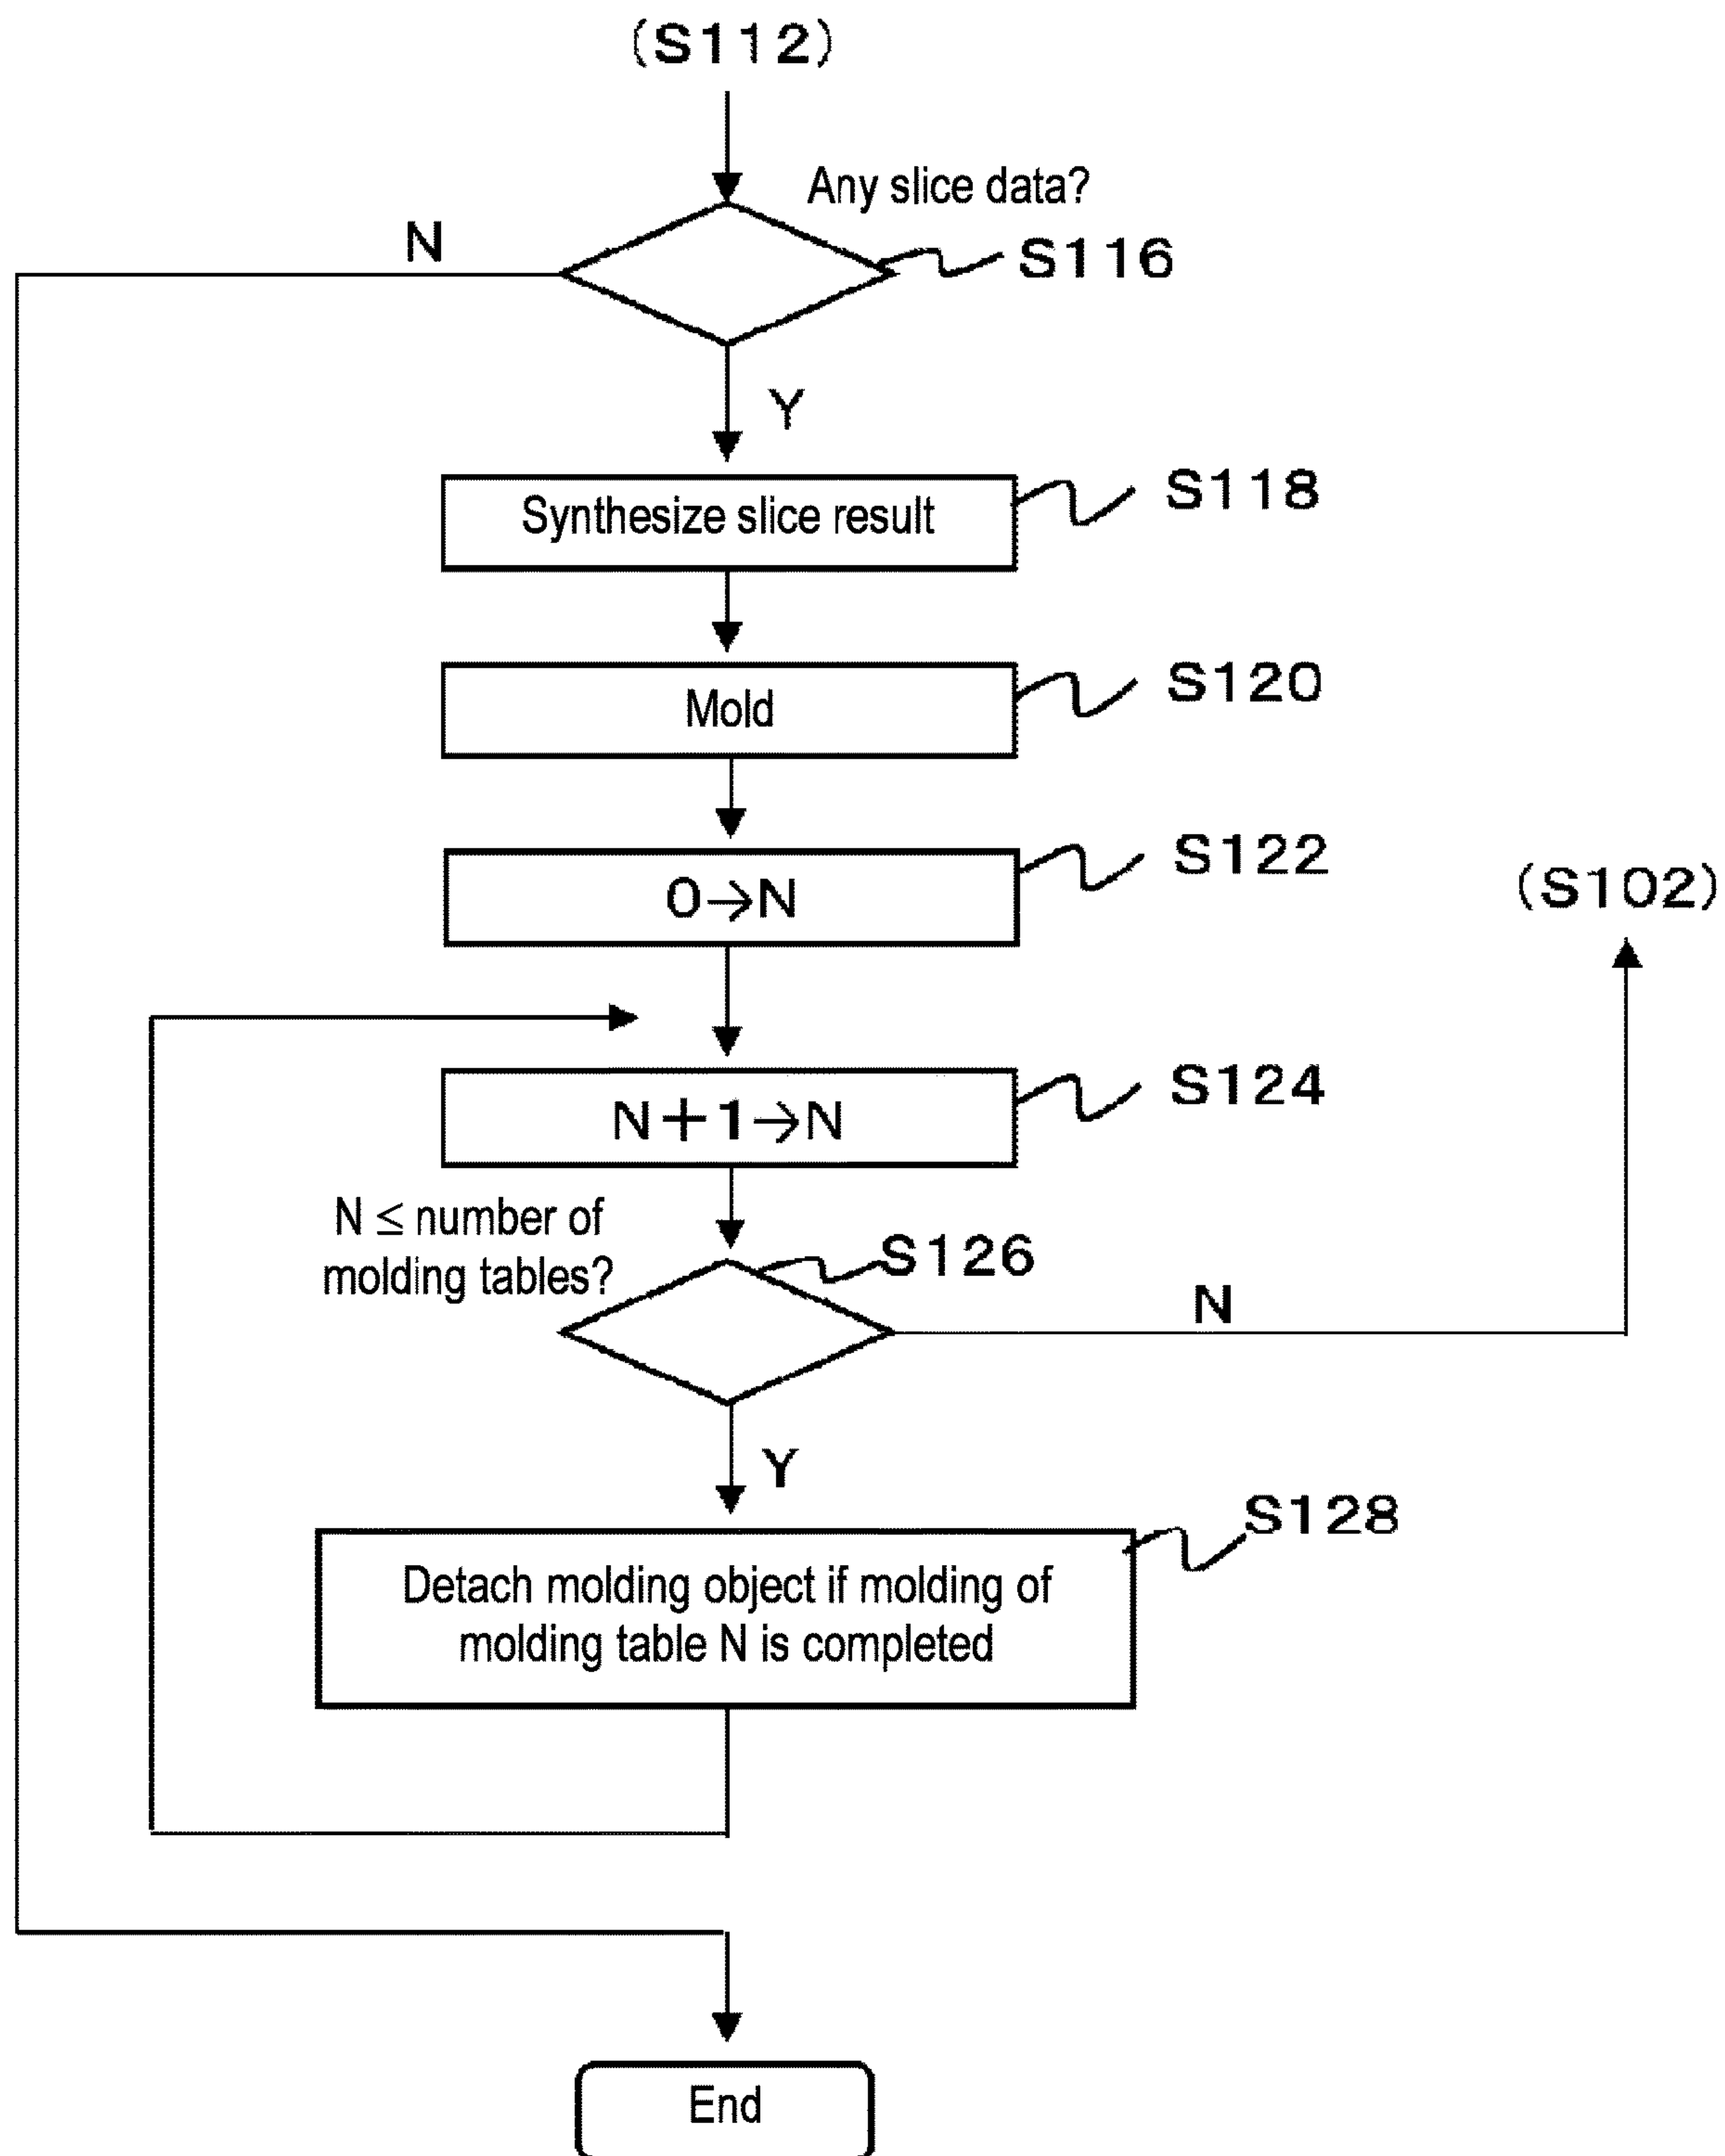 (S112)
Any slice data?
N
S116
Y
Synthesize slice result
S118
Mold
S120
0→N
S122
(S102)
N+1→N
S124
N ≤ number of
molding tables?
S126
N
Y
S128
Detach molding object if molding of
molding table N is completed
End